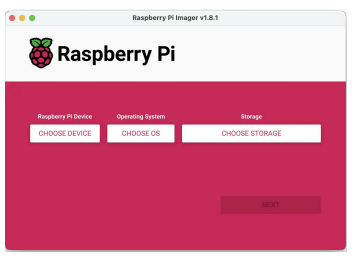 Raspberry Pi Imager v1.8.1
Raspberry Pi
Raspberry Pi Device Operating System Storage
CHOOSE DEVICE CHOOSE OS CHOOSE STORAGE
NEXT